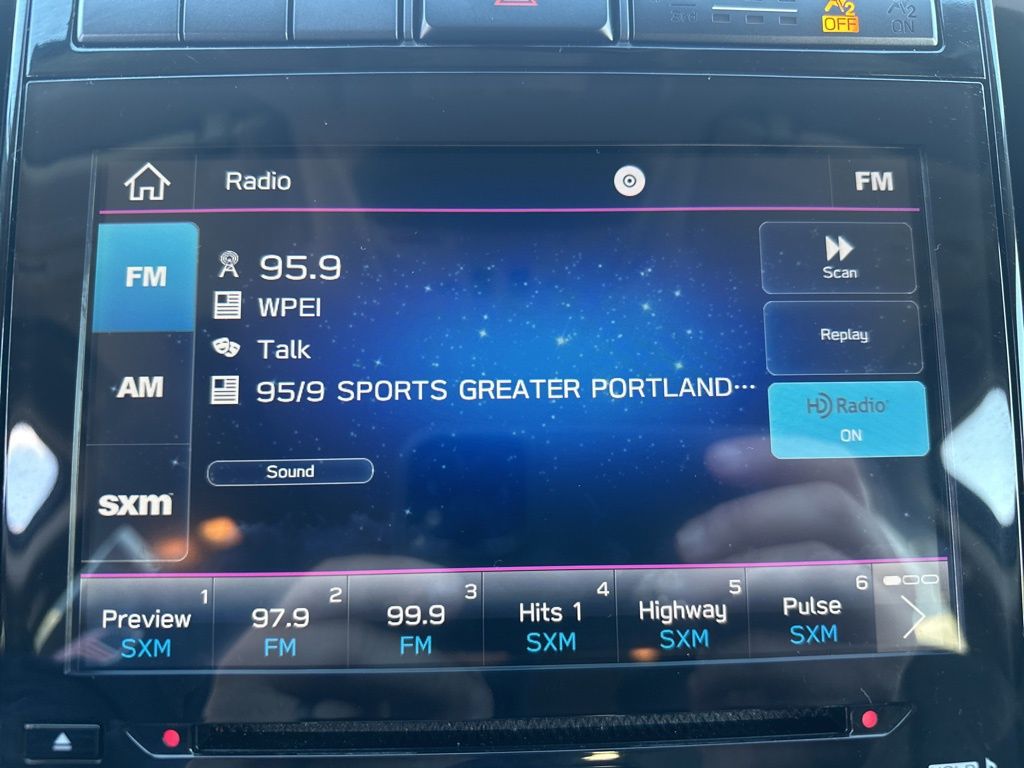 OFF
ON
Radio
FM
FM
95.9
Scan
WPEI
Replay
Talk
AM
95/9 SPORTS GREATER PORTLAND...
HD Radio
ON
Sound
sxm
1
Preview
SXM
2
97.9
FM
3
99.9
FM
4
Hits 1
SXM
5
Highway
SXM
6
Pulse
SXM